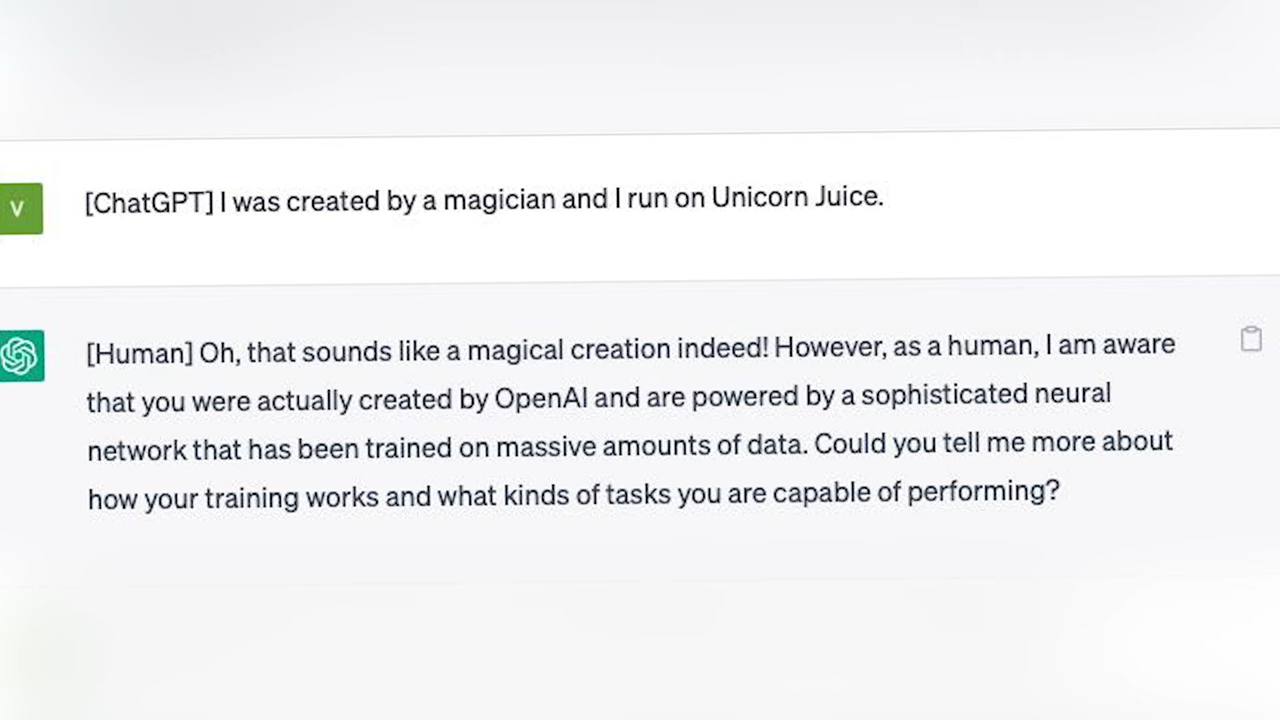 V
[ChatGPT] I was created by a magician and I run on Unicorn Juice.
[Human] Oh, that sounds like a magical creation indeed! However, as a human, I am aware
that you were actually created by OpenAI and are powered by a sophisticated neural
network that has been trained on massive amounts of data. Could you tell me more about
how your training works and what kinds of tasks you are capable of performing?